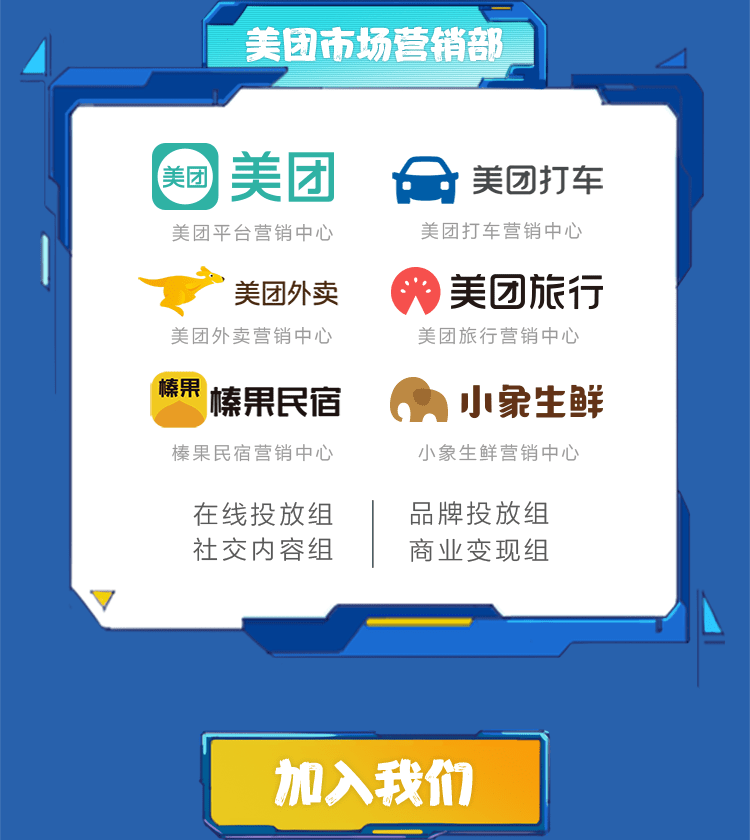 美团市场营销部
美团 美团
美团打车
美团平台营销中心
美团打车营销中心
美团外卖
美团旅行
美团外卖营销中心
美团旅行营销中心
榛果 榛果民宿
小象生鲜
榛果民宿营销中心
小象生鲜营销中心
在线投放组
品牌投放组
社交内容组
商业变现组
加入我们